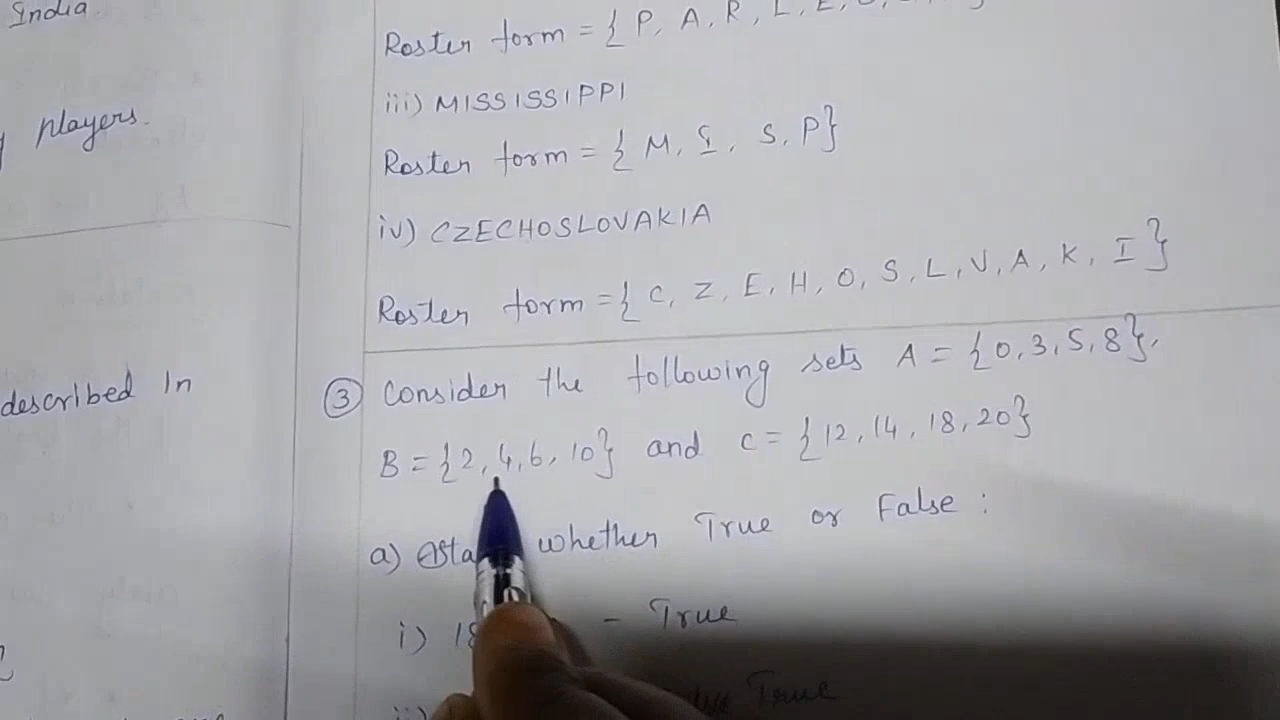 India
players.
described In
Roster form = { P, A, R, L, E,
iii) MISSISSIPPI
Roster form = { M, I, S, P}
iv) CZECHOSLOVAKIA
Roster form = { C, Z, E, H, O, S, L, V, A, K, I }
③ Consider the following sets A = {0, 3, 5, 8},
B = {2, 4, 6, 10} and C = {12, 14, 18, 20}
a) whether True or False :
i) 18 - True
ii) True